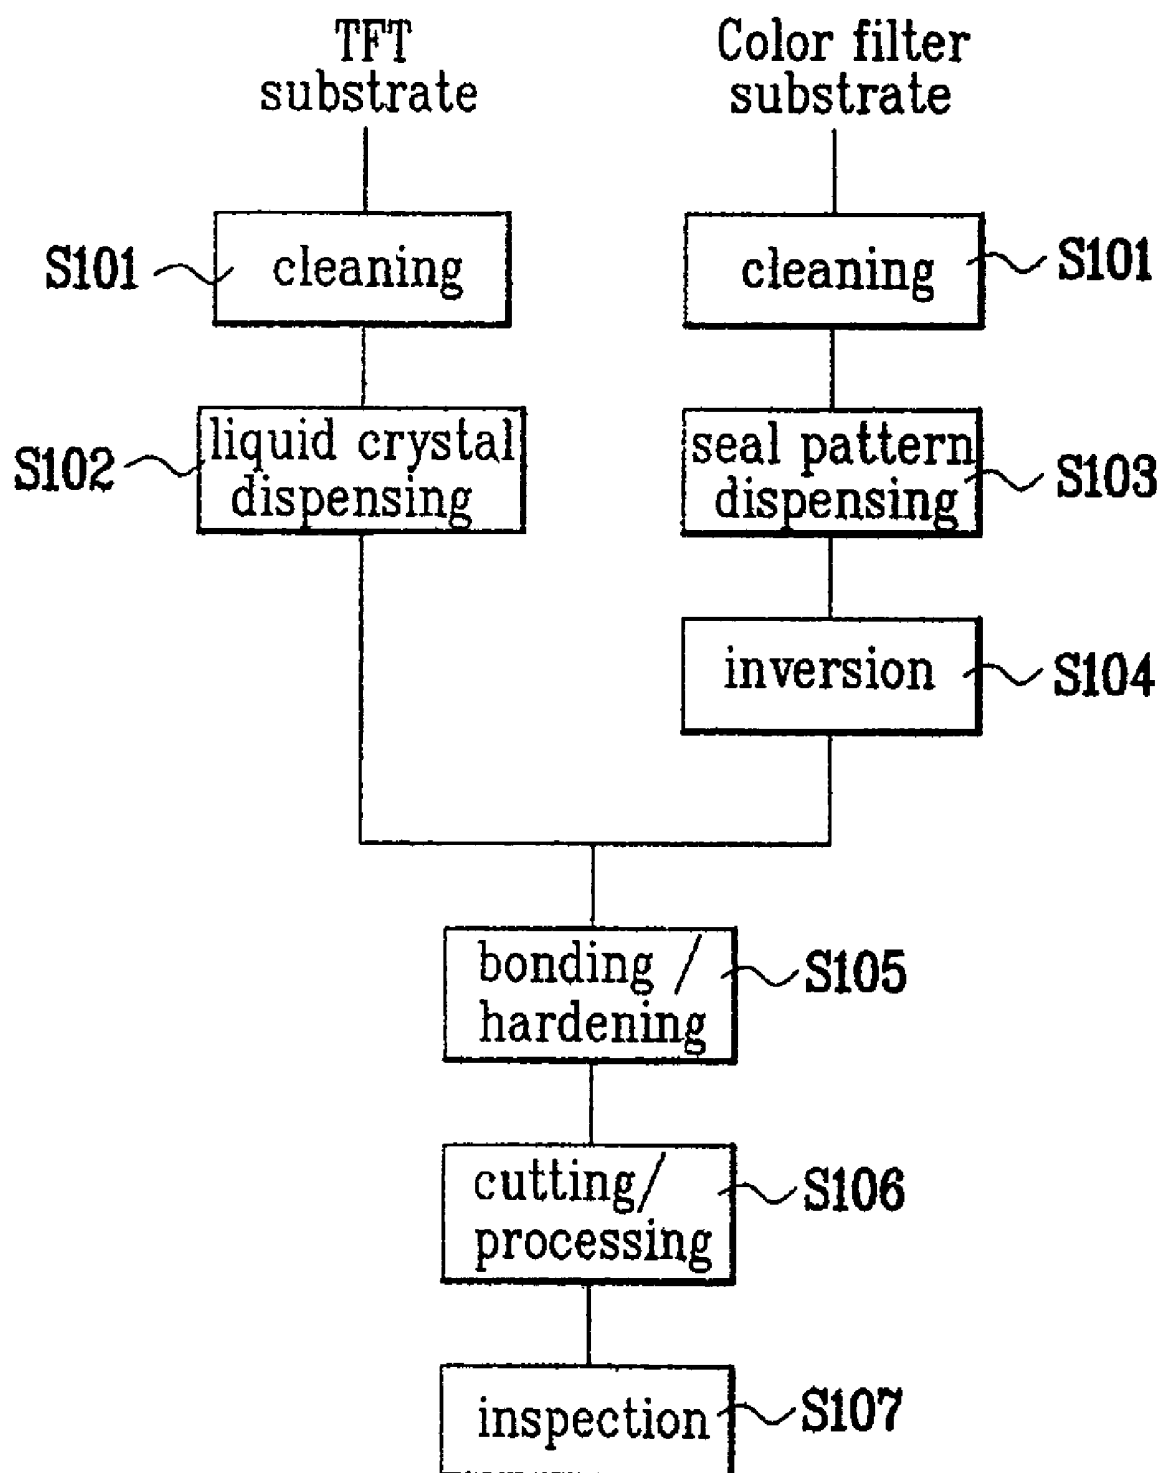 TFT
substrate
Color filter
substrate
S101
cleaning
cleaning
S101
S102
liquid crystal
dispensing
seal pattern
dispensing
S103
inversion
S104
bonding /
hardening
S105
cutting/
processing
S106
inspection
S107